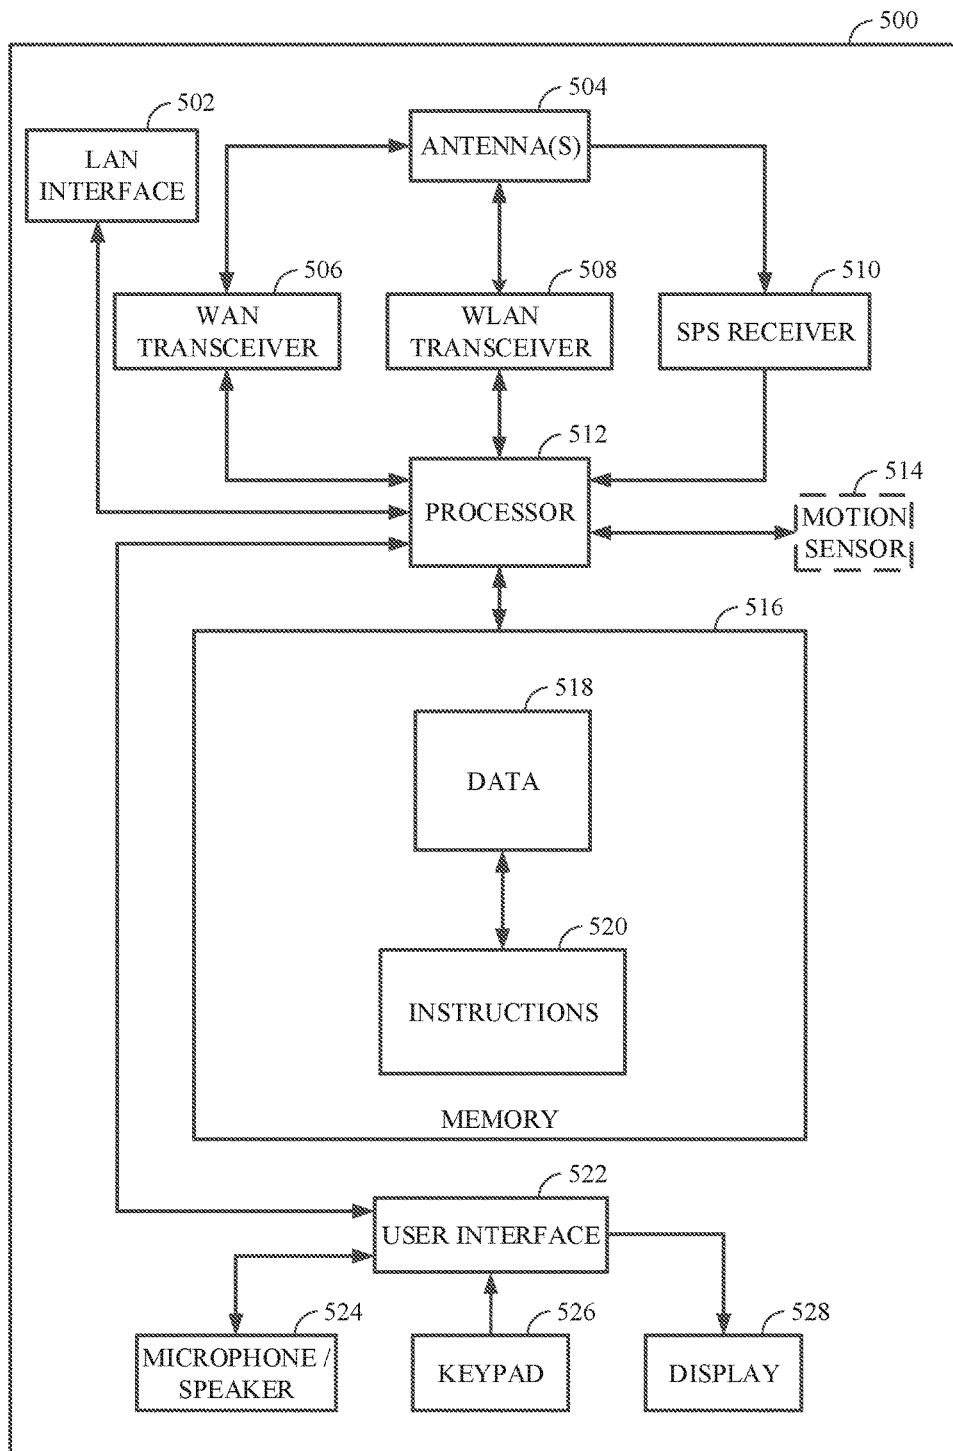 500
502
504
LAN
INTERFACE
ANTENNA(S)
506
508
510
WAN
TRANSCEIVER
WLAN
TRANSCEIVER
SPS RECEIVER
512
514
PROCESSOR
MOTION
SENSOR
516
518
DATA
520
INSTRUCTIONS
MEMORY
522
USER INTERFACE
524
526
528
MICROPHONE /
SPEAKER
KEYPAD
DISPLAY